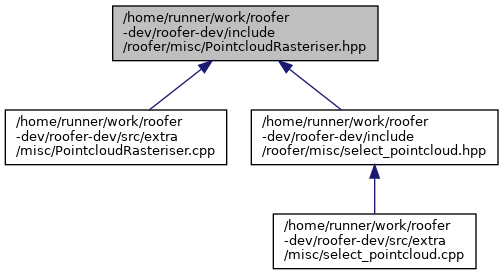 /home/runner/work/roofer
-dev/roofer-dev/include
/roofer/misc/PointcloudRasteriser.hpp
/home/runner/work/roofer
-dev/roofer-dev/src/extra
/misc/PointcloudRasteriser.cpp
/home/runner/work/roofer
-dev/roofer-dev/include
/roofer/misc/select_pointcloud.hpp
/home/runner/work/roofer
-dev/roofer-dev/src/extra
/misc/select_pointcloud.cpp